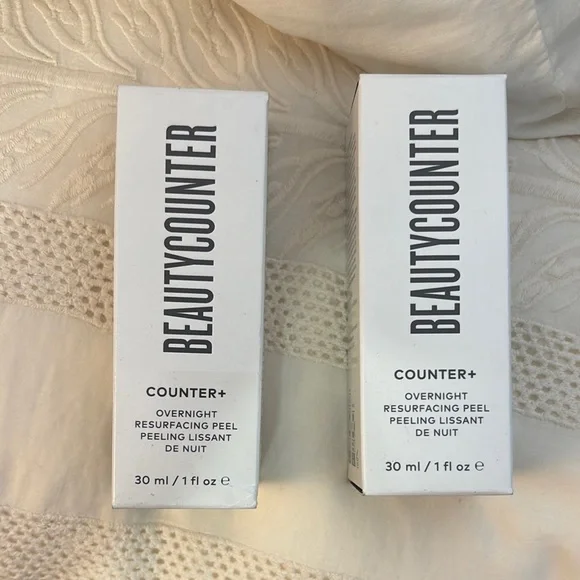 BEAUTYCOUNTER
COUNTER+
OVERNIGHT
RESURFACING PEEL
PEELING LISSANT
DE NUIT
30 ml / 1 fl oz ℮
BEAUTYCOUNTER
COUNTER+
OVERNIGHT
RESURFACING PEEL
PEELING LISSANT
DE NUIT
30 ml / 1 fl oz ℮